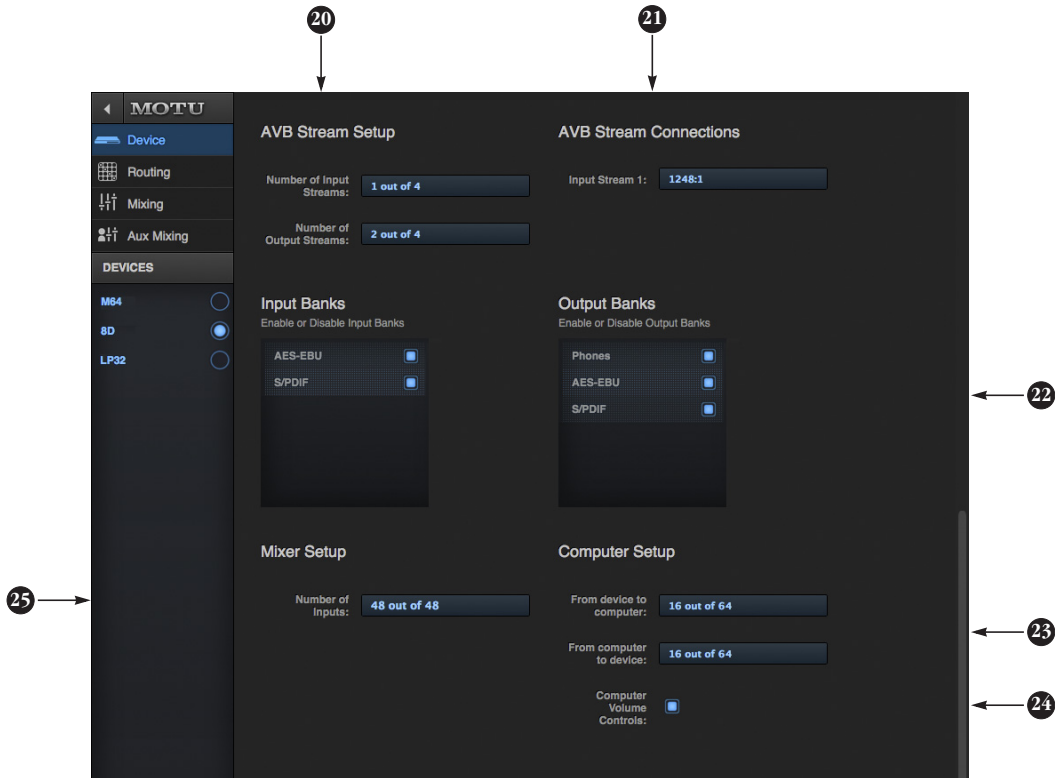 20
21
MOTU
Device
Routing
Mixing
Aux Mixing
DEVICES
M64
8D
LP32
AVB Stream Setup
Number of Input
Streams:
1 out of 4
Number of
Output Streams:
2 out of 4
AVB Stream Connections
Input Stream 1:
1248:1
Input Banks
Enable or Disable Input Banks
AES-EBU
S/PDIF
Output Banks
Enable or Disable Output Banks
Phones
AES-EBU
S/PDIF
22
Mixer Setup
Number of
Inputs:
48 out of 48
Computer Setup
From device to
computer:
16 out of 64
From computer
to device:
16 out of 64
Computer
Volume
Controls:
25
23
24